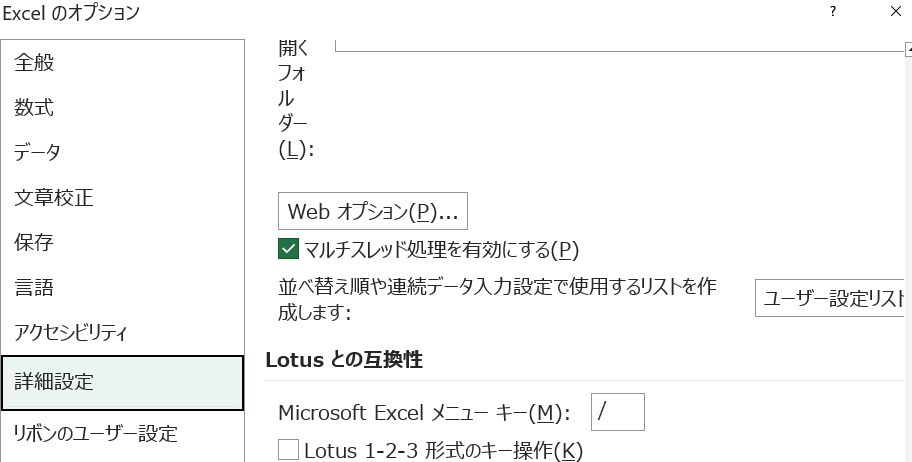 Excel のオプション
?
×
全般
数式
データ
文章校正
保存
言語
アクセシビリティ
詳細設定
リボンのユーザー設定
開く
フォ
ル
ダー
(L):
Web オプション(P)...
マルチスレッド処理を有効にする(P)
並べ替え順や連続データ入力設定で使用するリストを作
成します:
ユーザー設定リスト
Lotus との互換性
Microsoft Excel メニュー キー(M): /
Lotus 1-2-3 形式のキー操作(K)